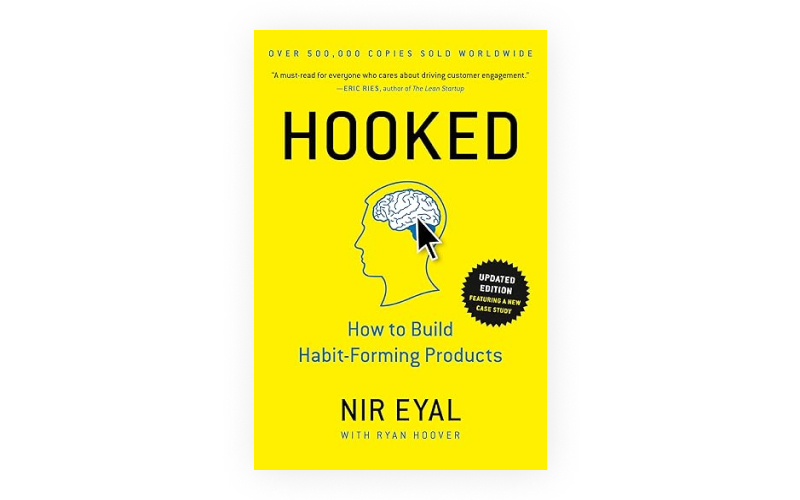 OVER 500,000 COPIES SOLD WORLDWIDE
"A must-read for everyone who cares about driving customer engagement."
—ERIC RIES, author of The Lean Startup
HOOKED
UPDATED
EDITION
FEATURING A NEW
CASE STUDY
How to Build
Habit-Forming Products
NIR EYAL
WITH RYAN HOOVER